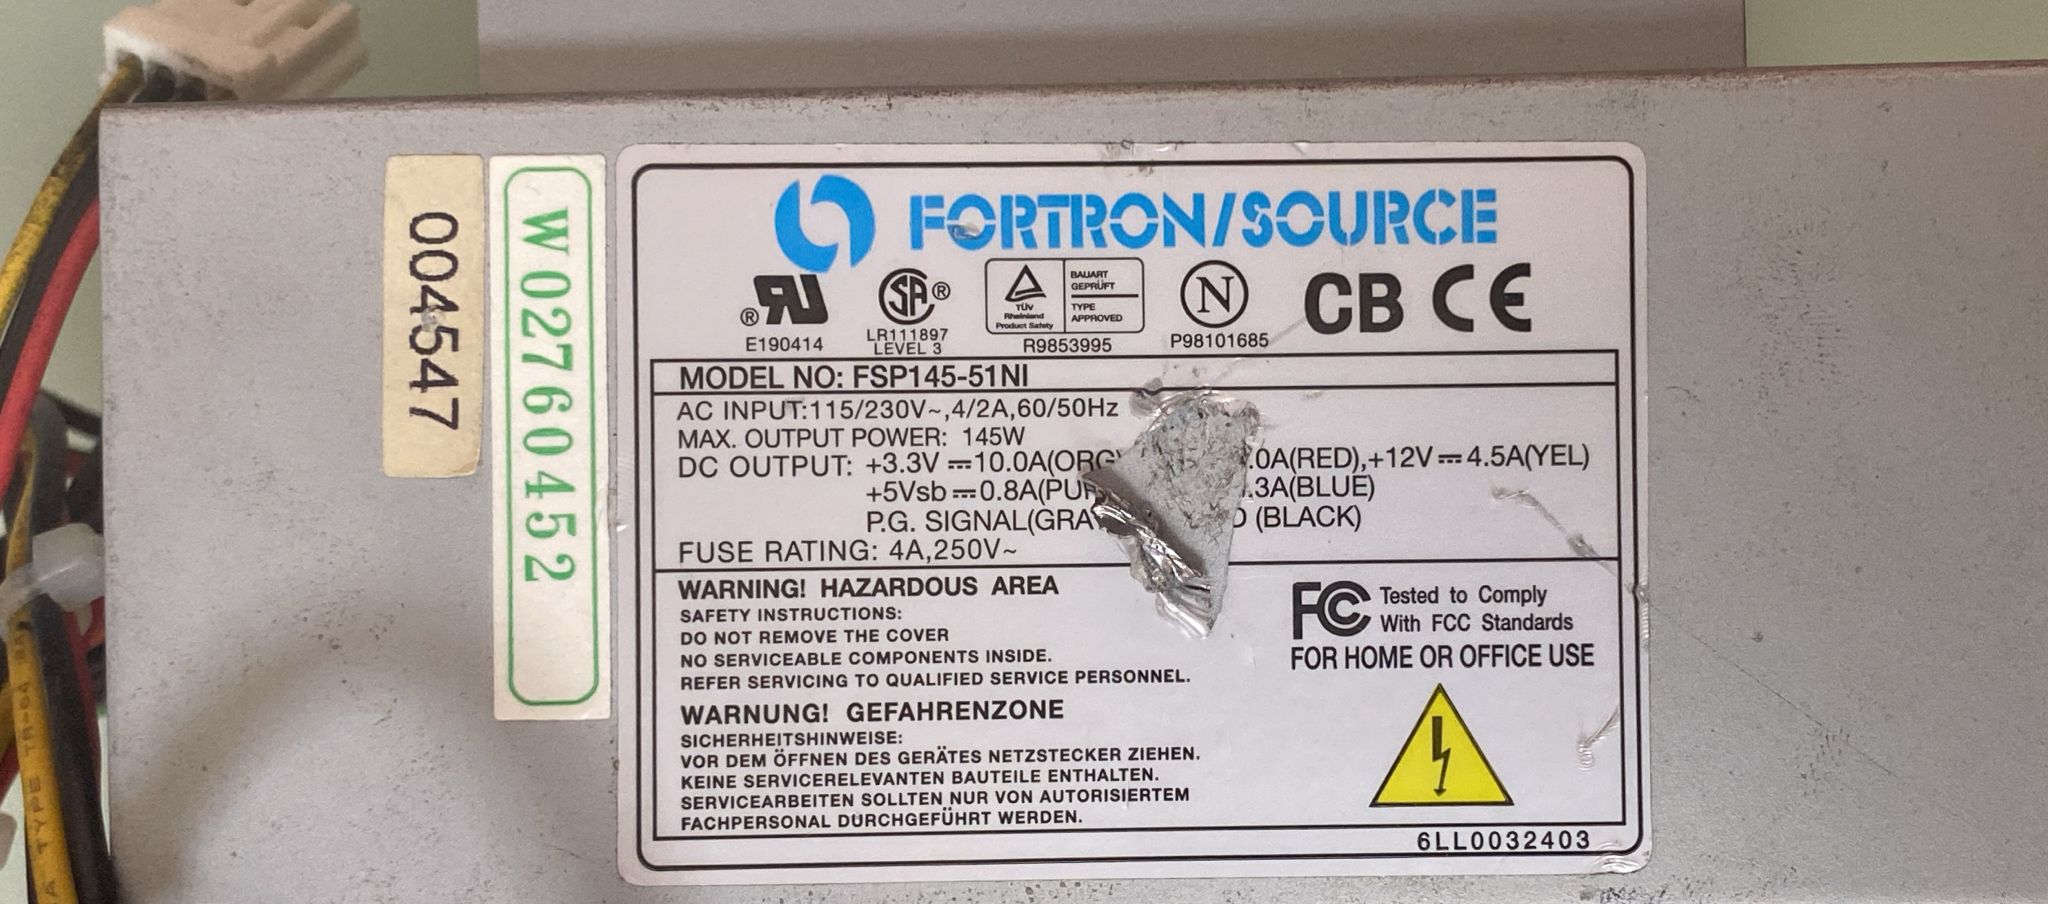 004547
W02760452
FORTRON/SOURCE
E190414
SA®
LR111897
LEVEL 3
TÜV
Rheinland
Product Safety
BAUART
GEPRÜFT
TYPE
APPROVED
R9853995
N
P98101685
CB CE
MODEL NO: FSP145-51NI
AC INPUT:115/230V~,4/2A,60/50Hz
MAX. OUTPUT POWER: 145W
DC OUTPUT: +3.3V ⎓ 10.0A(ORG) .0A(RED),+12V ⎓ 4.5A(YEL)
+5Vsb ⎓ 0.8A(PU .3A(BLUE)
P.G. SIGNAL(GRA (BLACK)
FUSE RATING: 4A,250V~
WARNING! HAZARDOUS AREA
SAFETY INSTRUCTIONS:
DO NOT REMOVE THE COVER
NO SERVICEABLE COMPONENTS INSIDE.
REFER SERVICING TO QUALIFIED SERVICE PERSONNEL.
WARNUNG! GEFAHRENZONE
SICHERHEITSHINWEISE:
VOR DEM ÖFFNEN DES GERÄTES NETZSTECKER ZIEHEN.
KEINE SERVICERELEVANTEN BAUTEILE ENTHALTEN.
SERVICEARBEITEN SOLLTEN NUR VON AUTORISIERTEM
FACHPERSONAL DURCHGEFÜHRT WERDEN.
FC Tested to Comply
With FCC Standards
FOR HOME OR OFFICE USE
6LL0032403